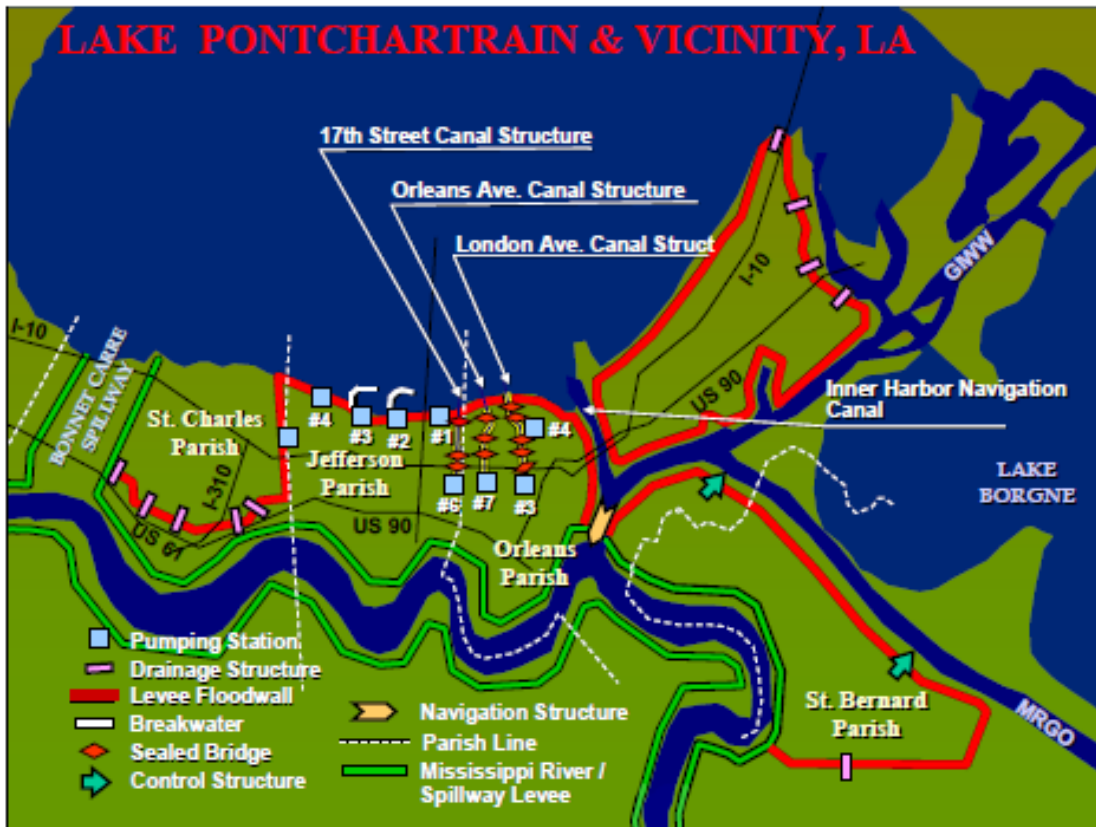 LAKE PONTCHARTRAIN & VICINITY, LA
17th Street Canal Structure
Orleans Ave. Canal Structure
London Ave. Canal Struct
I-10
GIWW
I-10
BONNET CARRE
SPILLWAY
US 90
Inner Harbor Navigation
Canal
St. Charles
Parish
#4
#3
#2
#1
#4
Jefferson
Parish
LAKE
BORGNE
I-310
#6
#7
#3
US 61
US 90
Orleans
Parish
Pumping Station
Drainage Structure
Levee Floodwall
Breakwater
Sealed Bridge
Control Structure
Navigation Structure
Parish Line
Mississippi River /
Spillway Levee
St. Bernard
Parish
MRGO